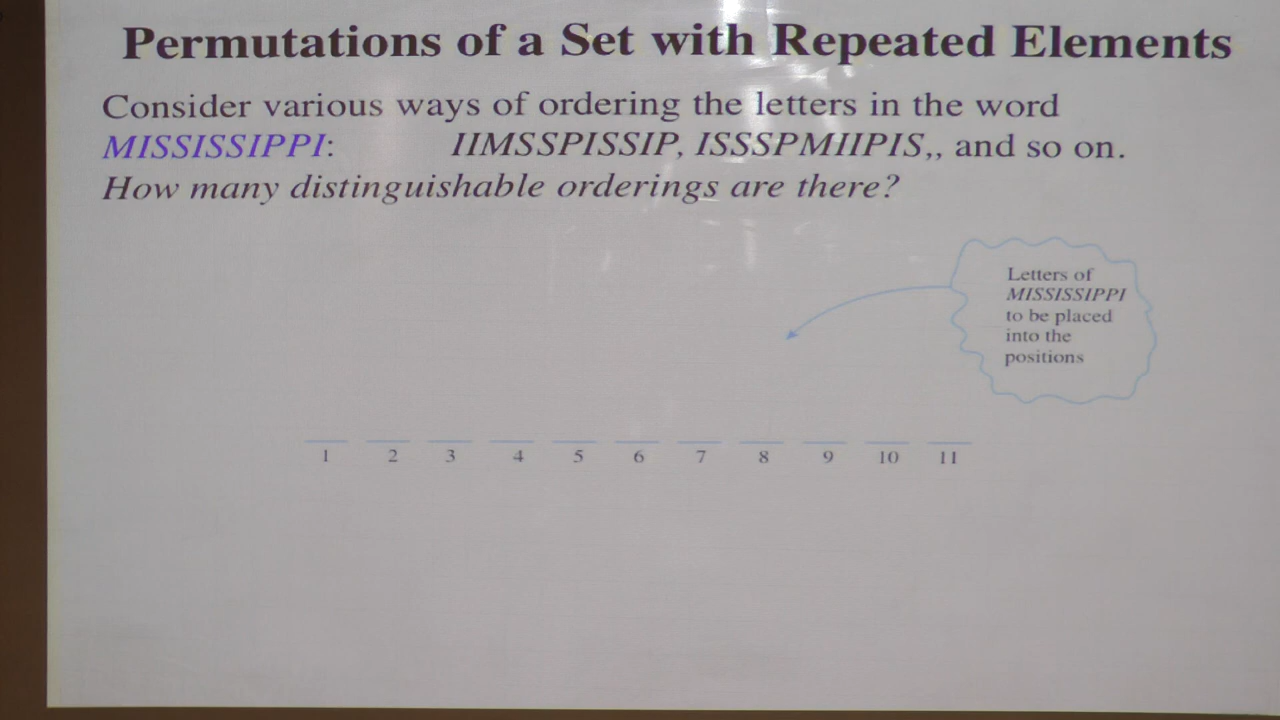 Permutations of a Set with Repeated Elements
Consider various ways of ordering the letters in the word
MISSISSIPPI: IIMSSPISSIP, ISSSPMIIPIS,, and so on.
How many distinguishable orderings are there?
Letters of
MISSISSIPPI
to be placed
into the
positions
1 2 3 4 5 6 7 8 9 10 11